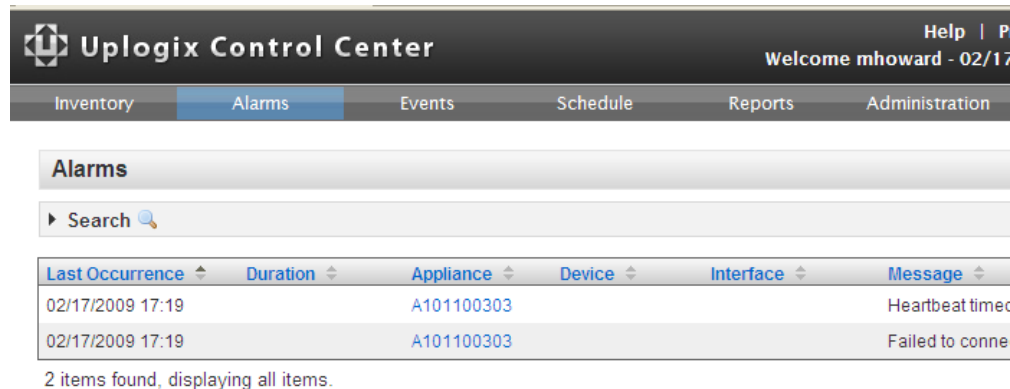 Uplogix Control Center
Help |
Welcome mhoward - 02/17
Inventory Alarms Events Schedule Reports Administration
Alarms
Search
Last Occurrence Duration Appliance Device Interface Message
02/17/2009 17:19 A101100303 Heartbeat
02/17/2009 17:19 A101100303 Failed to
2 items found, displaying all items.